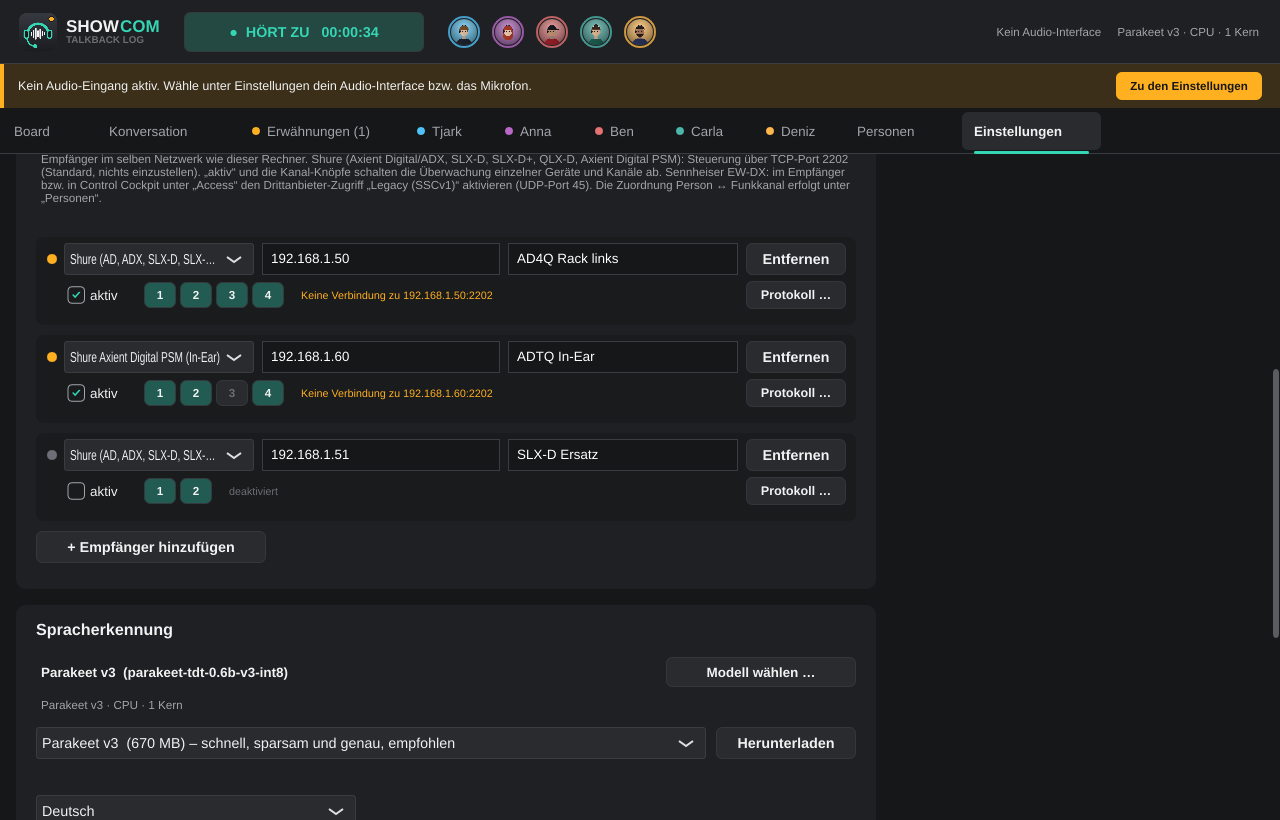 SHOWCOM
TALKBACK LOG
HÖRT ZU 00:00:34
Kein Audio-Interface
Parakeet v3 · CPU · 1 Kern
Kein Audio-Eingang aktiv. Wähle unter Einstellungen dein Audio-Interface bzw. das Mikrofon.
Zu den Einstellungen
Board
Konversation
Erwähnungen (1)
Tjark
Anna
Ben
Carla
Deniz
Personen
Einstellungen
Empfänger im selben Netzwerk wie dieser Rechner. Shure (Axient Digital/ADX, SLX-D, SLX-D+, QLX-D, Axient Digital PSM): Steuerung über TCP-Port 2202
(Standard, nichts einzustellen). „aktiv“ und die Kanal-Knöpfe schalten die Überwachung einzelner Geräte und Kanäle ab. Sennheiser EW-DX: im Empfänger
bzw. in Control Cockpit unter „Access“ den Drittanbieter-Zugriff „Legacy (SSCv1)“ aktivieren (UDP-Port 45). Die Zuordnung Person ↔ Funkkanal erfolgt unter
„Personen“.
Shure (AD, ADX, SLX-D, SLX-…
192.168.1.50
AD4Q Rack links
Entfernen
aktiv
1 2 3 4
Keine Verbindung zu 192.168.1.50:2202
Protokoll …
Shure Axient Digital PSM (In-Ear)
192.168.1.60
ADTQ In-Ear
Entfernen
aktiv
1 2 3 4
Keine Verbindung zu 192.168.1.60:2202
Protokoll …
Shure (AD, ADX, SLX-D, SLX-…
192.168.1.51
SLX-D Ersatz
Entfernen
aktiv
1 2
deaktiviert
Protokoll …
+ Empfänger hinzufügen
Spracherkennung
Parakeet v3 (parakeet-tdt-0.6b-v3-int8)
Modell wählen …
Parakeet v3 · CPU · 1 Kern
Parakeet v3 (670 MB) – schnell, sparsam und genau, empfohlen
Herunterladen
Deutsch